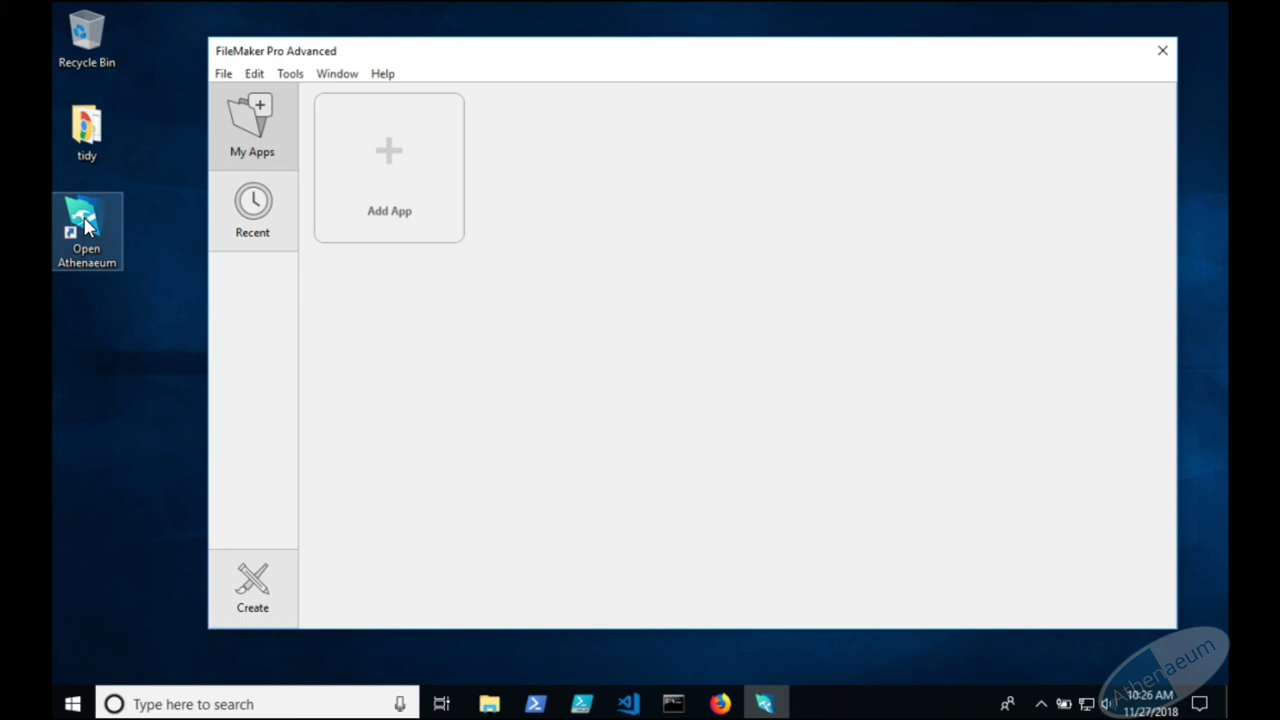 Recycle Bin
tidy
Open
Athenaeum
FileMaker Pro Advanced
File Edit Tools Window Help
My Apps
Add App
Recent
Create
Type here to search
Athenaeum
10:26 AM
11/27/2018